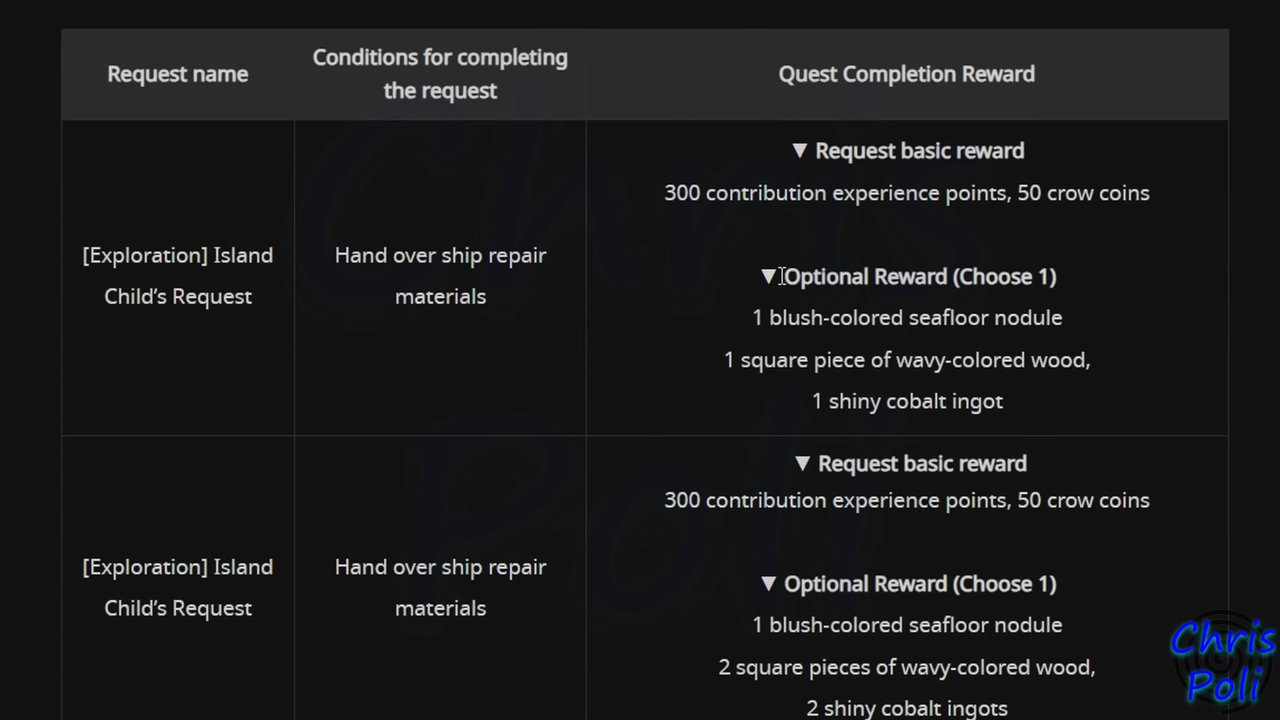 Request name
Conditions for completing
the request
Quest Completion Reward
▼ Request basic reward
300 contribution experience points, 50 crow coins
[Exploration] Island
Child’s Request
Hand over ship repair
materials
▼ Optional Reward (Choose 1)
1 blush-colored seafloor nodule
1 square piece of wavy-colored wood,
1 shiny cobalt ingot
▼ Request basic reward
300 contribution experience points, 50 crow coins
[Exploration] Island
Child’s Request
Hand over ship repair
materials
▼ Optional Reward (Choose 1)
1 blush-colored seafloor nodule
2 square pieces of wavy-colored wood,
2 shiny cobalt ingots
Chris
Poli
Chris
Poli